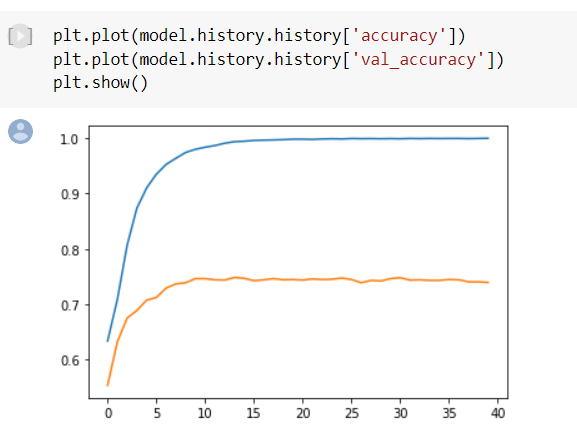 [ ] plt.plot(model.history.history['accuracy'])
plt.plot(model.history.history['val_accuracy'])
plt.show()
1.0
0.9
0.8
0.7
0.6
0 5 10 15 20 25 30 35 40